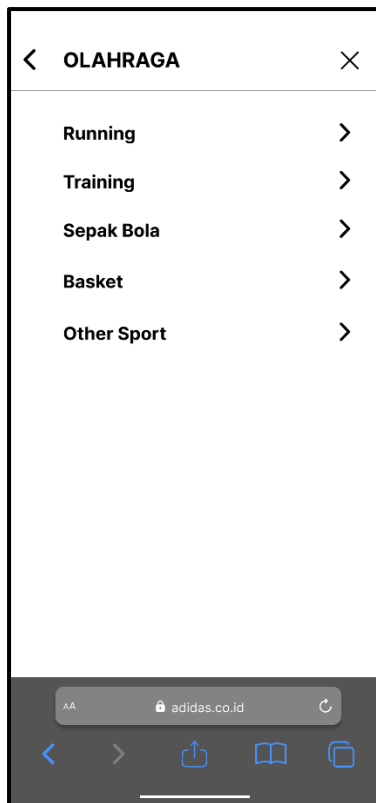 OLAHRAGA
Running
Training
Sepak Bola
Basket
Other Sport
AA adidas.co.id